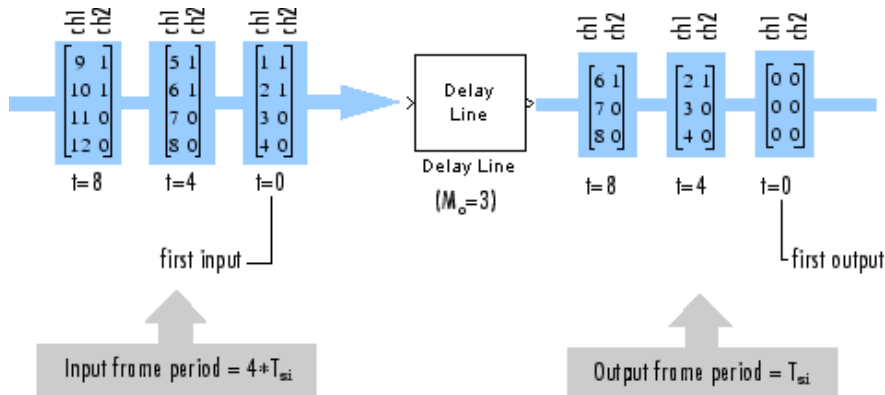 ch1 ch2 ch1 ch2 ch1 ch2 ch1 ch2 ch1 ch2 ch1 ch2
9 1
10 1
11 0
12 0
5 1
6 1
7 0
8 0
1 1
2 1
3 0
4 0
Delay
Line
6 1
7 0
8 0
2 1
3 0
4 0
0 0
0 0
0 0
Delay Line
(Mo=3)
t=8 t=4 t=0
t=8 t=4 t=0
first input
first output
Input frame period = 4*Tsi
Output frame period = Tsi